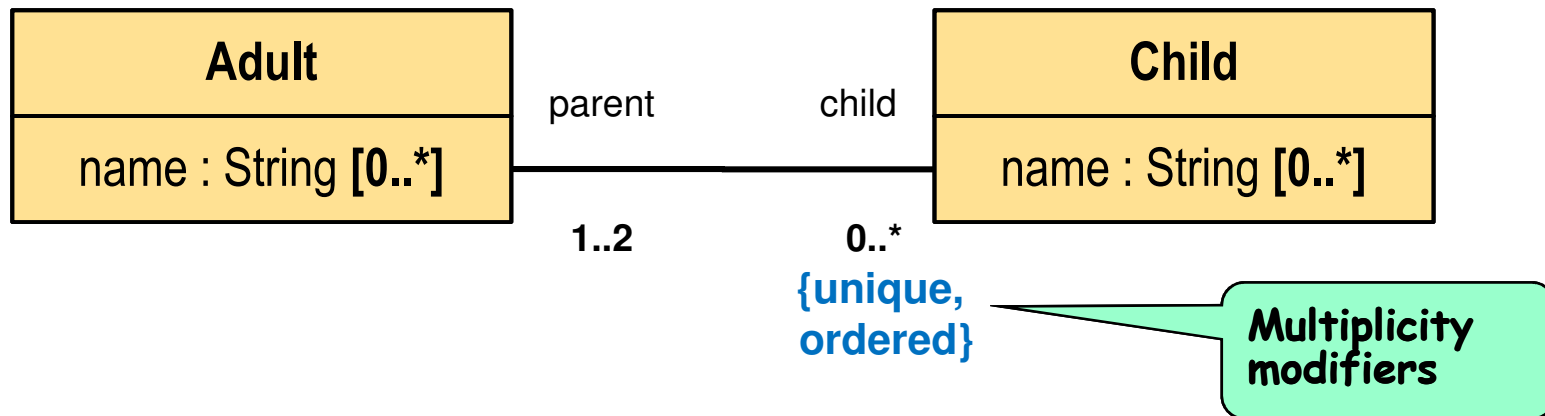 Adult
name : String [0..*]
parent
child
1..2
0..*
{unique,
ordered}
Child
name : String [0..*]
Multiplicity
modifiers